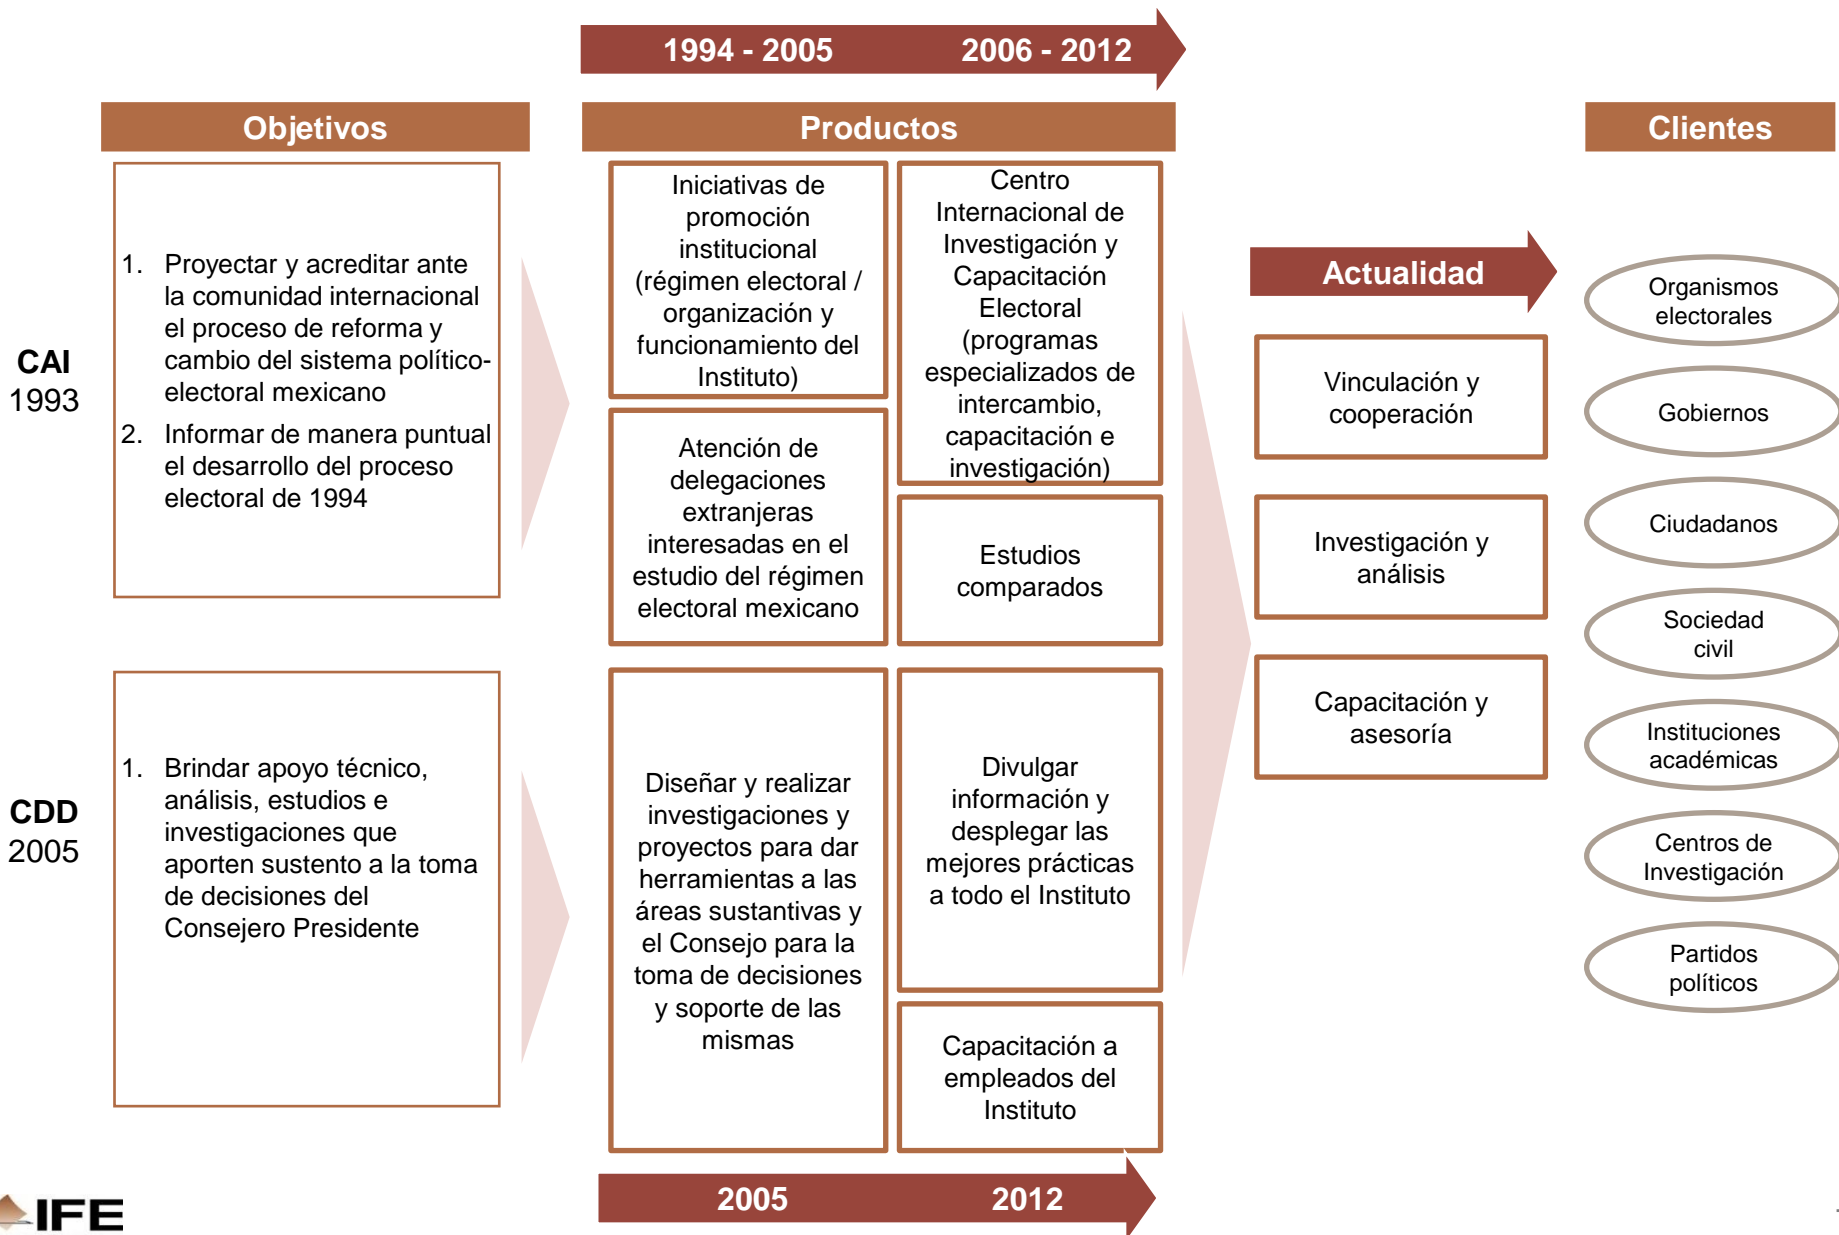 1994 - 2005
2006 - 2012
Objetivos
Productos
Clientes
CAI
1993
1. Proyectar y acreditar ante
la comunidad internacional
el proceso de reforma y
cambio del sistema político-
electoral mexicano
2. Informar de manera puntual
el desarrollo del proceso
electoral de 1994
Iniciativas de
promoción
institucional
(régimen electoral /
organización y
funcionamiento del
Instituto)
Atención de
delegaciones
extranjeras
interesadas en el
estudio del régimen
electoral mexicano
Centro
Internacional de
Investigación y
Capacitación
Electoral
(programas
especializados de
intercambio,
capacitación e
investigación)
Estudios
comparados
CDD
2005
1. Brindar apoyo técnico,
análisis, estudios e
investigaciones que
aporten sustento a la toma
de decisiones del
Consejero Presidente
Diseñar y realizar
investigaciones y
proyectos para dar
herramientas a las
áreas sustantivas y
el Consejo para la
toma de decisiones
y soporte de las
mismas
Divulgar
información y
desplegar las
mejores prácticas
a todo el Instituto
Capacitación a
empleados del
Instituto
2005
2012
Actualidad
Vinculación y
cooperación
Investigación y
análisis
Capacitación y
asesoría
Organismos
electorales
Gobiernos
Ciudadanos
Sociedad
civil
Instituciones
académicas
Centros de
Investigación
Partidos
políticos
IFE